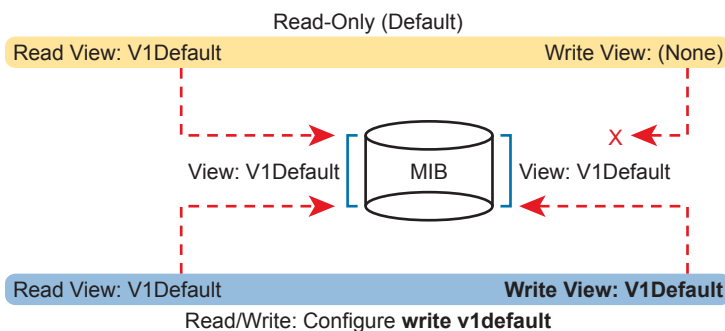 Read-Only (Default)
Read View: V1Default Write View: (None)
X
View: V1Default MIB View: V1Default
Read View: V1Default Write View: V1Default
Read/Write: Configure write v1default